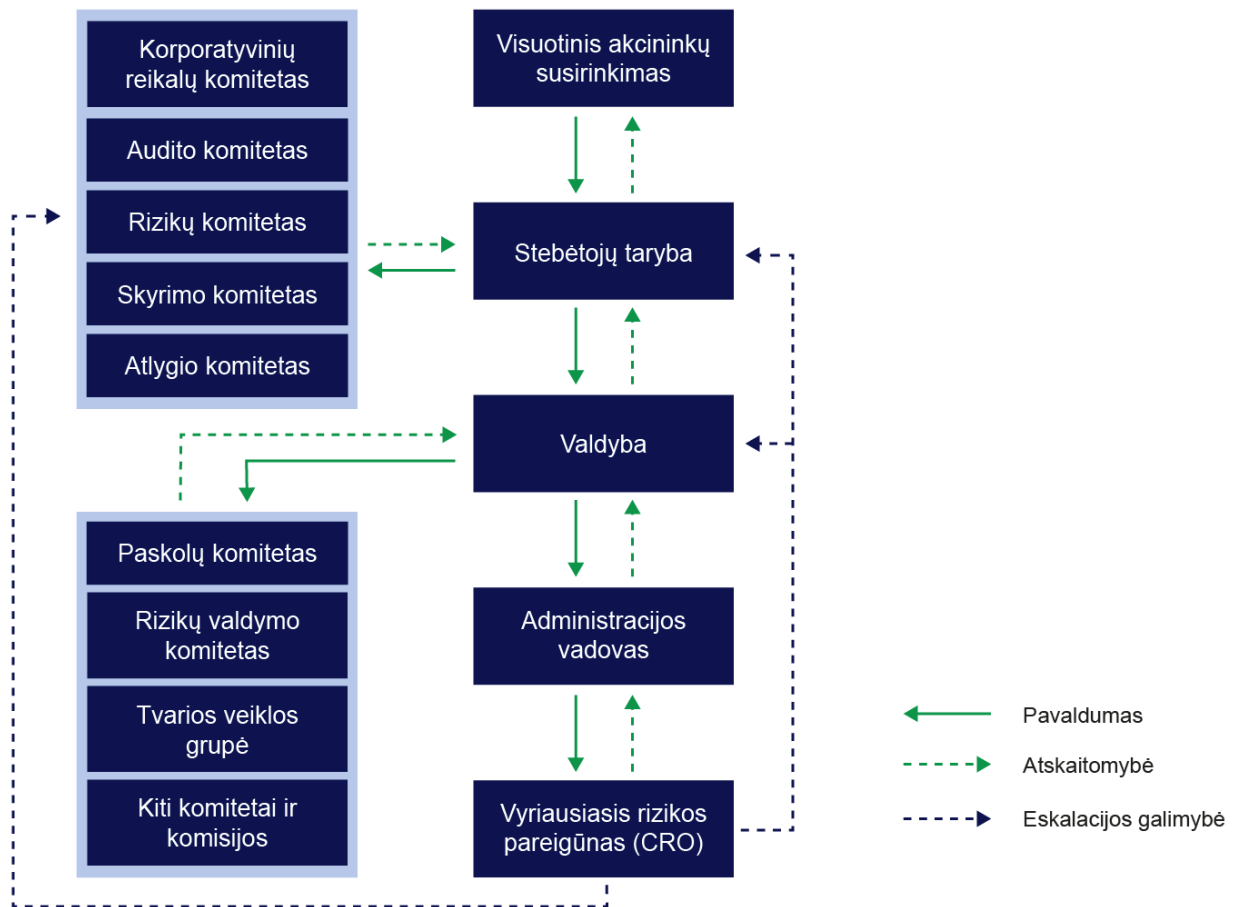 Korporatyvinių
reikalų komitetas
Audito komitetas
Rizikų komitetas
Skyrimo komitetas
Atlygio komitetas
Visuotinis akcininkų
susirinkimas
Stebėtojų taryba
Valdyba
Paskolų komitetas
Rizikų valdymo
komitetas
Tvarios veiklos
grupė
Kiti komitetai ir
komisijos
Administracijos
vadovas
Vyriausiasis rizikos
pareigūnas (CRO)
Pavaldumas
Atskaitomybė
Eskalacijos galimybė